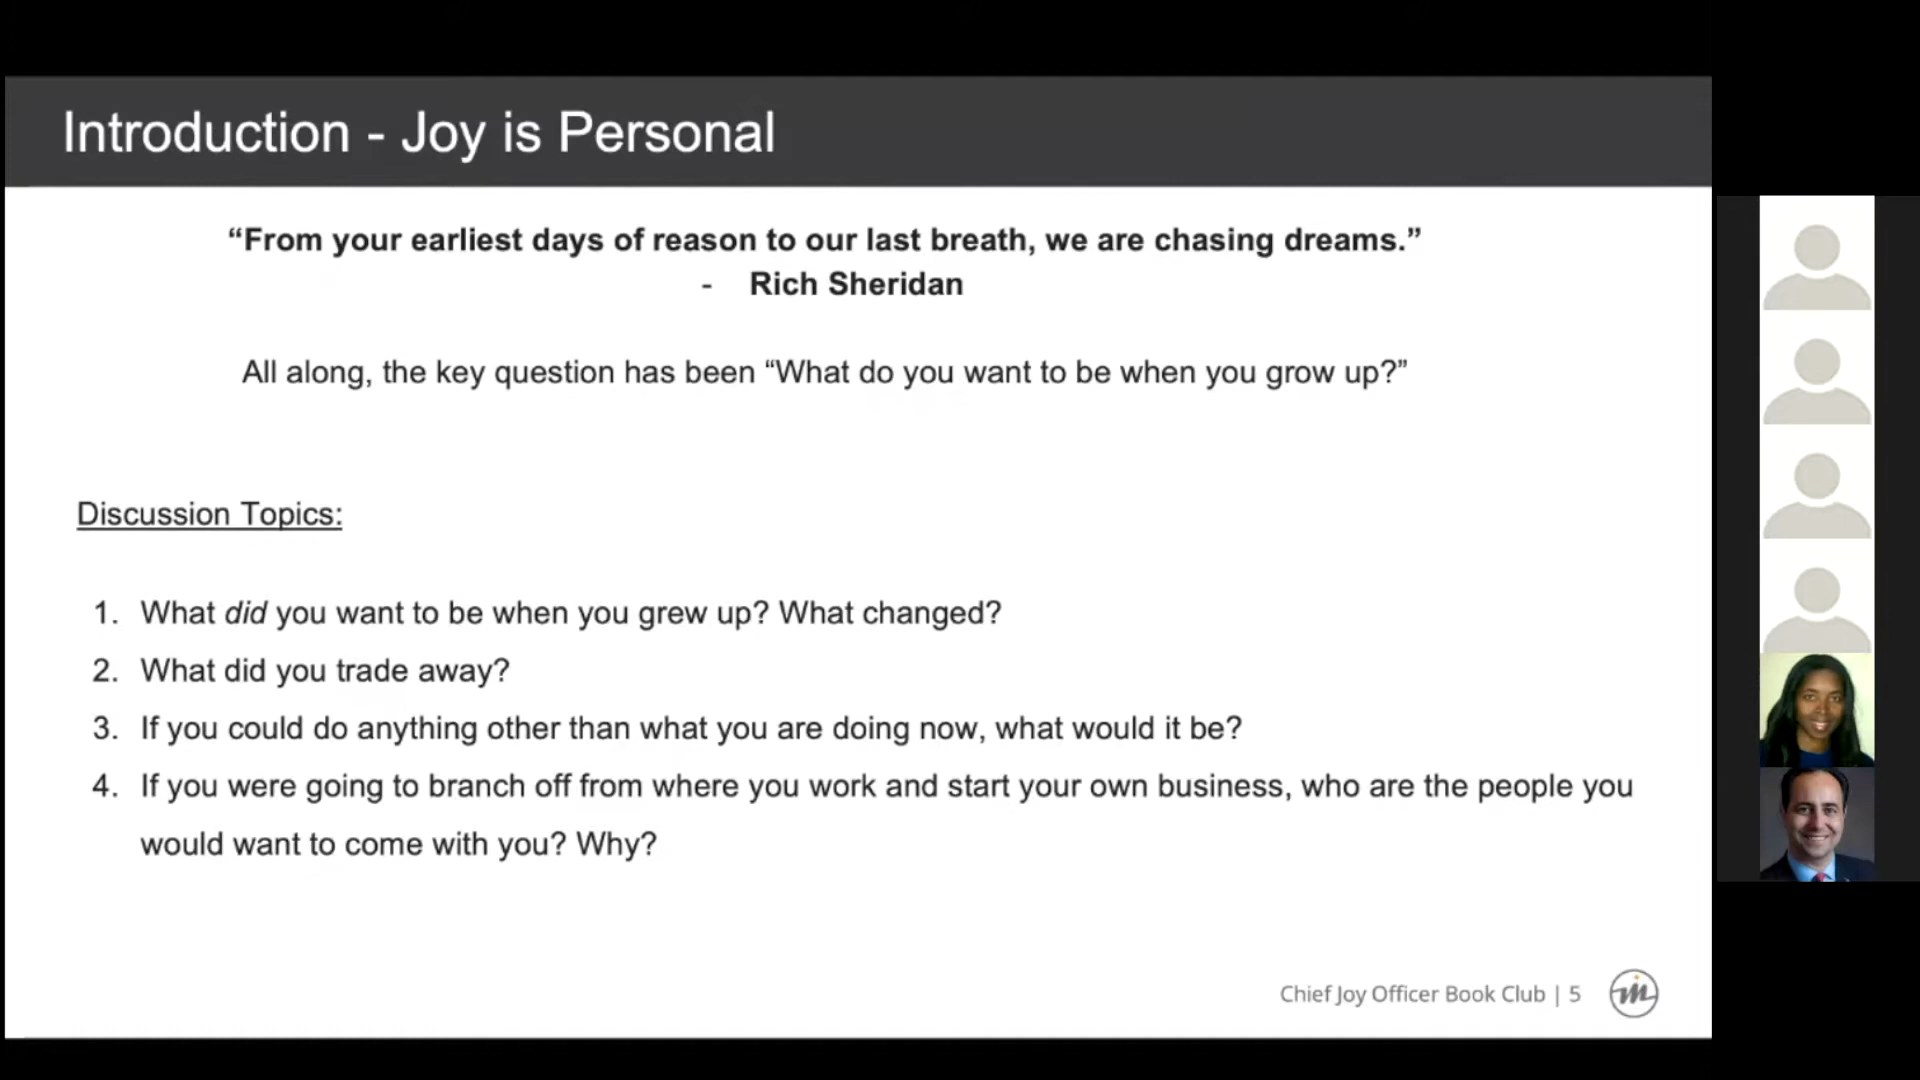 Introduction - Joy is Personal
“From your earliest days of reason to our last breath, we are chasing dreams.”
- Rich Sheridan
All along, the key question has been “What do you want to be when you grow up?”
Discussion Topics:
1. What did you want to be when you grew up? What changed?
2. What did you trade away?
3. If you could do anything other than what you are doing now, what would it be?
4. If you were going to branch off from where you work and start your own business, who are the people you
would want to come with you? Why?
Chief Joy Officer Book Club | 5